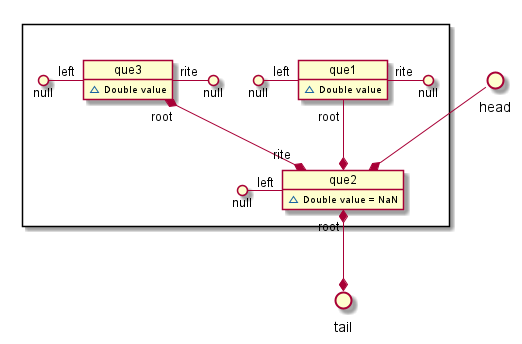 que3
Double value
left
null
rite
null
root
que1
Double value
left
null
rite
null
root
head
rite
que2
Double value = NaN
left
null
root
tail